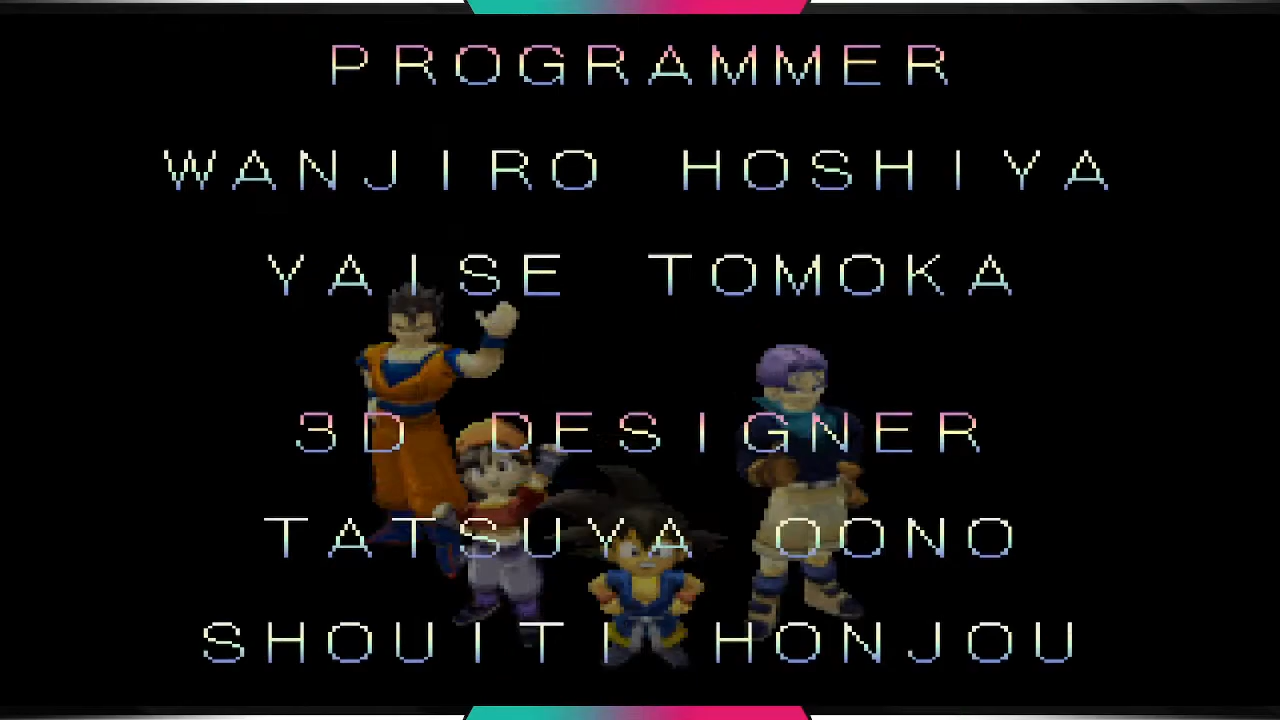 PROGRAMMER
WANJIRO HOSHIYA
YAISE TOMOKA
3D DESIGNER
TATSUYA OONO
SHOUITI HONJOU